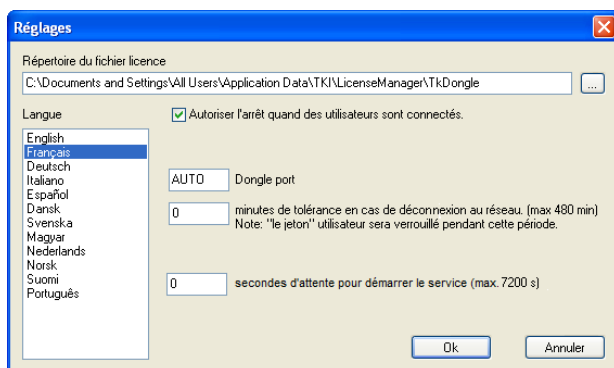 Réglages
Répertoire du fichier licence
C:\Documents and Settings\All Users\Application Data\TKI\LicenseManager\TkDongle
...
Langue
Autoriser l'arrêt quand des utilisateurs sont connectés.
English
Français
Deutsch
Italiano
Español
Dansk
Svenska
Magyar
Nederlands
Norsk
Suomi
Português
AUTO
Dongle port
0
minutes de tolérance en cas de déconnexion au réseau. (max 480 min)
Note: "le jeton" utilisateur sera verrouillé pendant cette période.
0
secondes d'attente pour démarrer le service (max. 7200 s)
Ok
Annuler